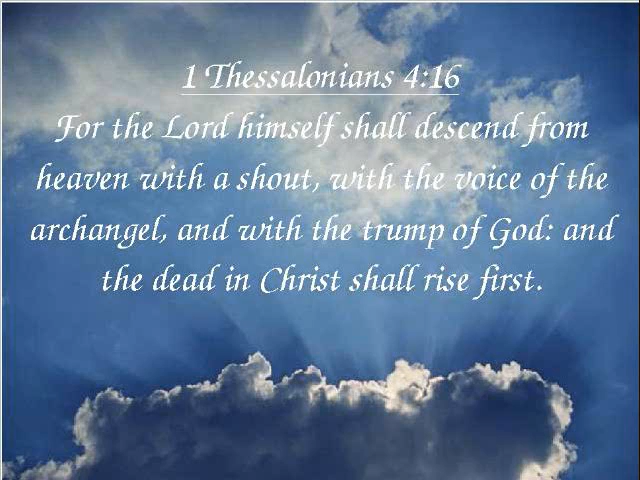 1 Thessalonians 4:16
For the Lord himself shall descend from
heaven with a shout, with the voice of the
archangel, and with the trump of God: and
the dead in Christ shall rise first.